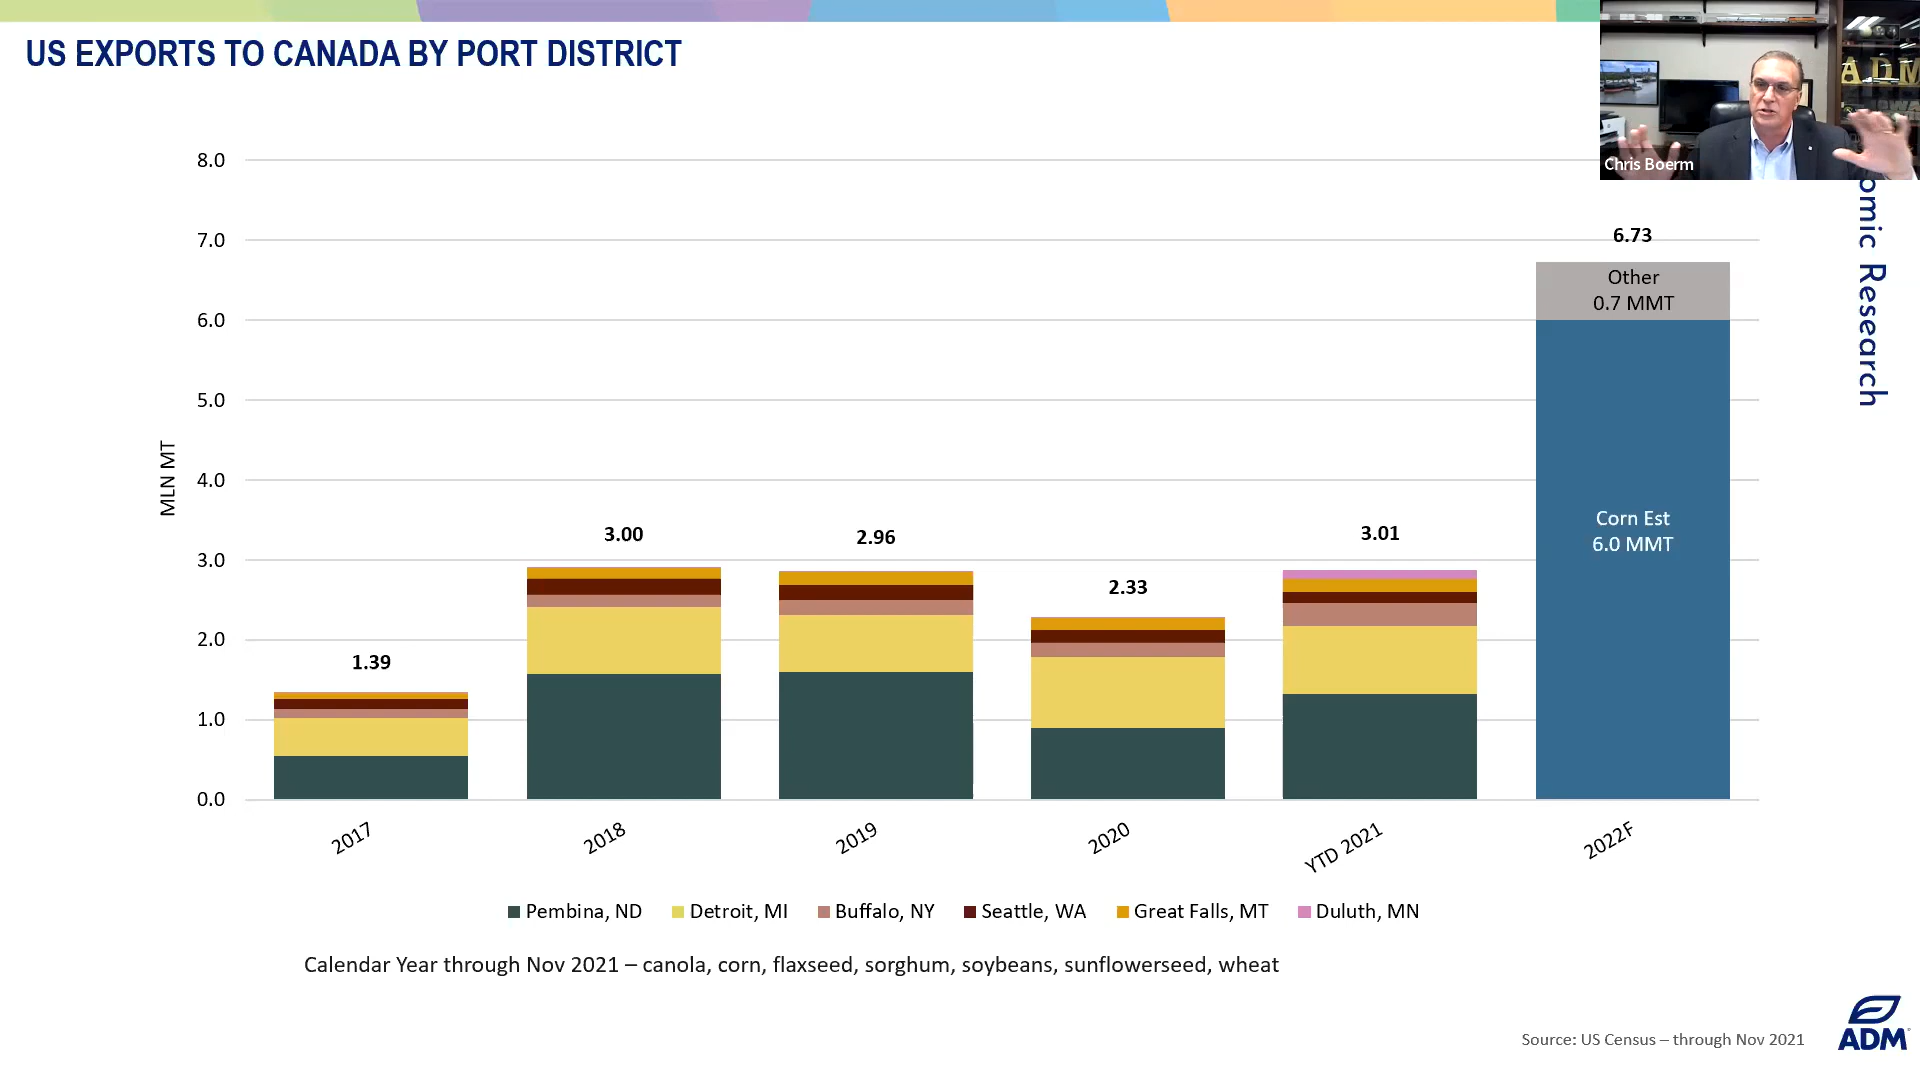 US EXPORTS TO CANADA BY PORT DISTRICT
ADM
Chris Boerm
omic Research
MLN MT
8.0
7.0
6.0
5.0
4.0
3.0
2.0
1.0
0.0
1.39
3.00
2.96
2.33
3.01
6.73
Other
0.7 MMT
Corn Est
6.0 MMT
2017
2018
2019
2020
YTD 2021
2022F
Pembina, ND
Detroit, MI
Buffalo, NY
Seattle, WA
Great Falls, MT
Duluth, MN
Calendar Year through Nov 2021 – canola, corn, flaxseed, sorghum, soybeans, sunflowerseed, wheat
Source: US Census – through Nov 2021
ADM